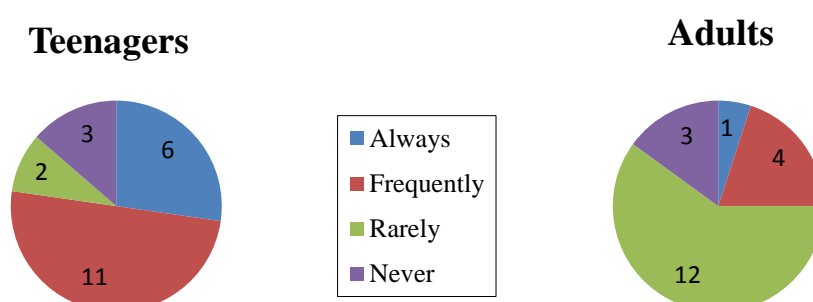 Teenagers
Adults
3
6
2
11
Always
Frequently
Rarely
Never
1
3
4
12